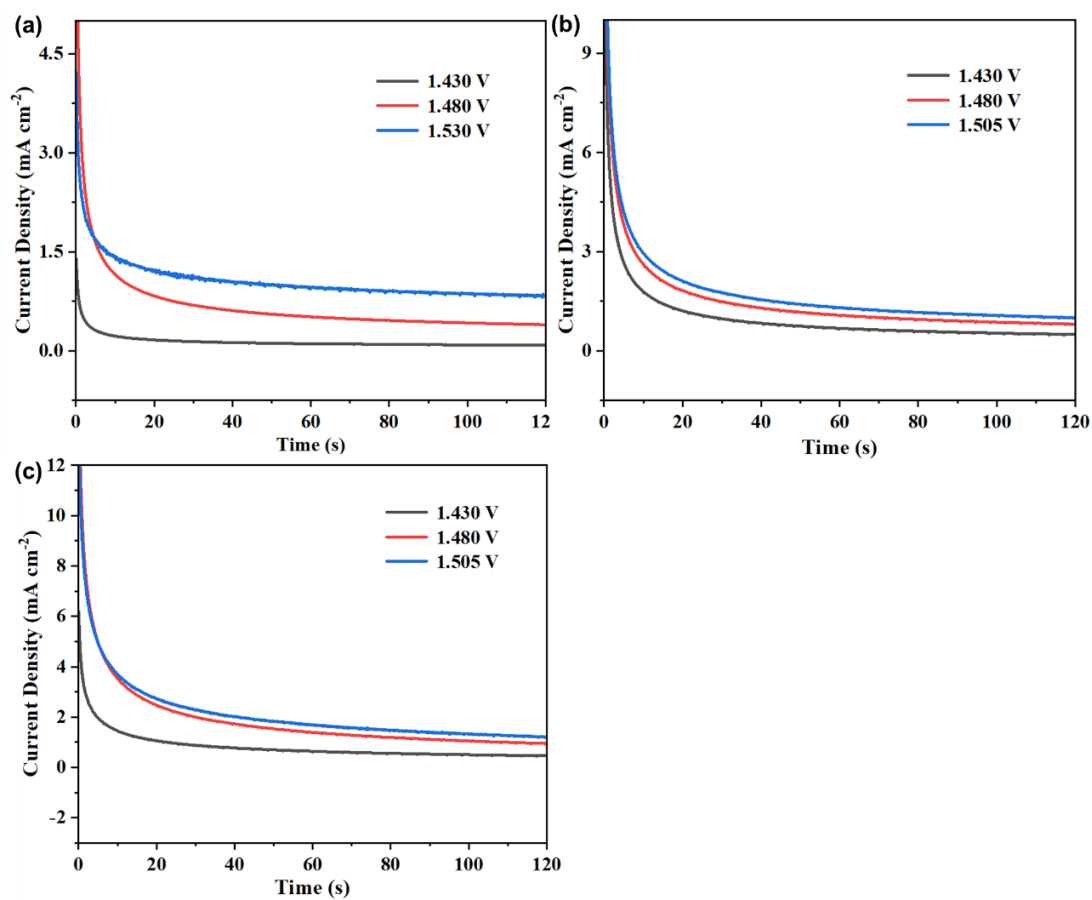 (a)
4.5
3.0
1.5
0.0
Current Density (mA cm⁻²)
1.430 V
1.480 V
1.530 V
0 20 40 60 80 100 12
Time (s)
(b)
9
6
3
0
Current Density (mA cm⁻²)
1.430 V
1.480 V
1.505 V
0 20 40 60 80 100 120
Time (s)
(c)
12
10
8
6
4
2
0
-2
Current Density (mA cm⁻²)
1.430 V
1.480 V
1.505 V
0 20 40 60 80 100 120
Time (s)